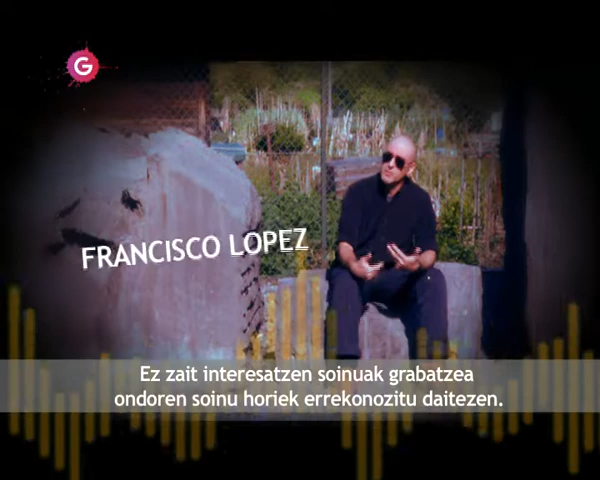 G
FRANCISCO LOPEZ
Ez zait interesatzen soinuak grabatzea
ondoren soinu horiek errekonozitu daitezen.